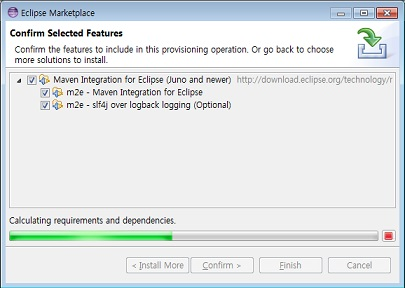 Eclipse Marketplace
Confirm Selected Features
Confirm the features to include in this provisioning operation. Or go back to choose
more solutions to install.
Maven Integration for Eclipse (Juno and newer) http://download.eclipse.org/technology/r
m2e - Maven Integration for Eclipse
m2e - slf4j over logback logging (Optional)
Calculating requirements and dependencies.
< Install More
Confirm >
Finish
Cancel